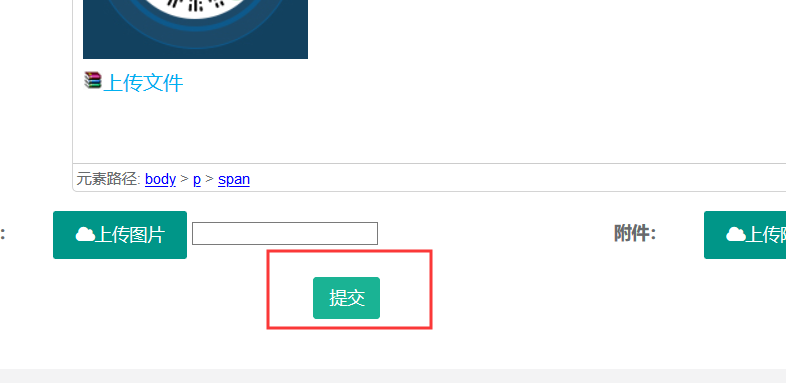 上传文件
元素路径: body > p > span
: 上传图片 附件: 上传附
提交